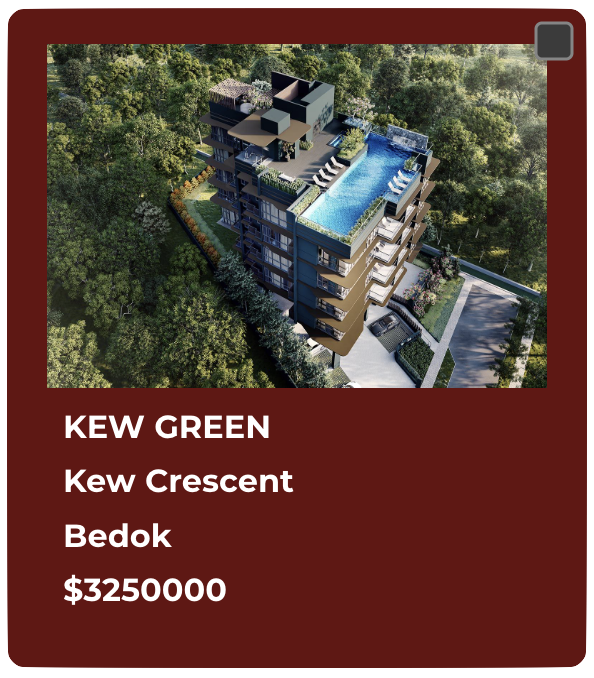 KEW GREEN
Kew Crescent
Bedok
$3250000